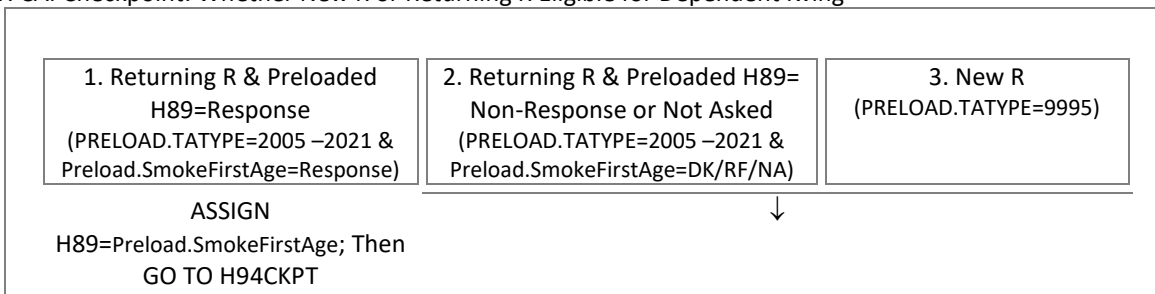 1. Returning R & Preloaded
H89=Response
(PRELOAD.TATYPE=2005 –2021 &
Preload.SmokeFirstAge=Response)
2. Returning R & Preloaded H89=
Non-Response or Not Asked
(PRELOAD.TATYPE=2005 –2021 &
Preload.SmokeFirstAge=DK/RF/NA)
3. New R
(PRELOAD.TATYPE=9995)
ASSIGN
H89=Preload.SmokeFirstAge; Then
GO TO H94CKPT
↓